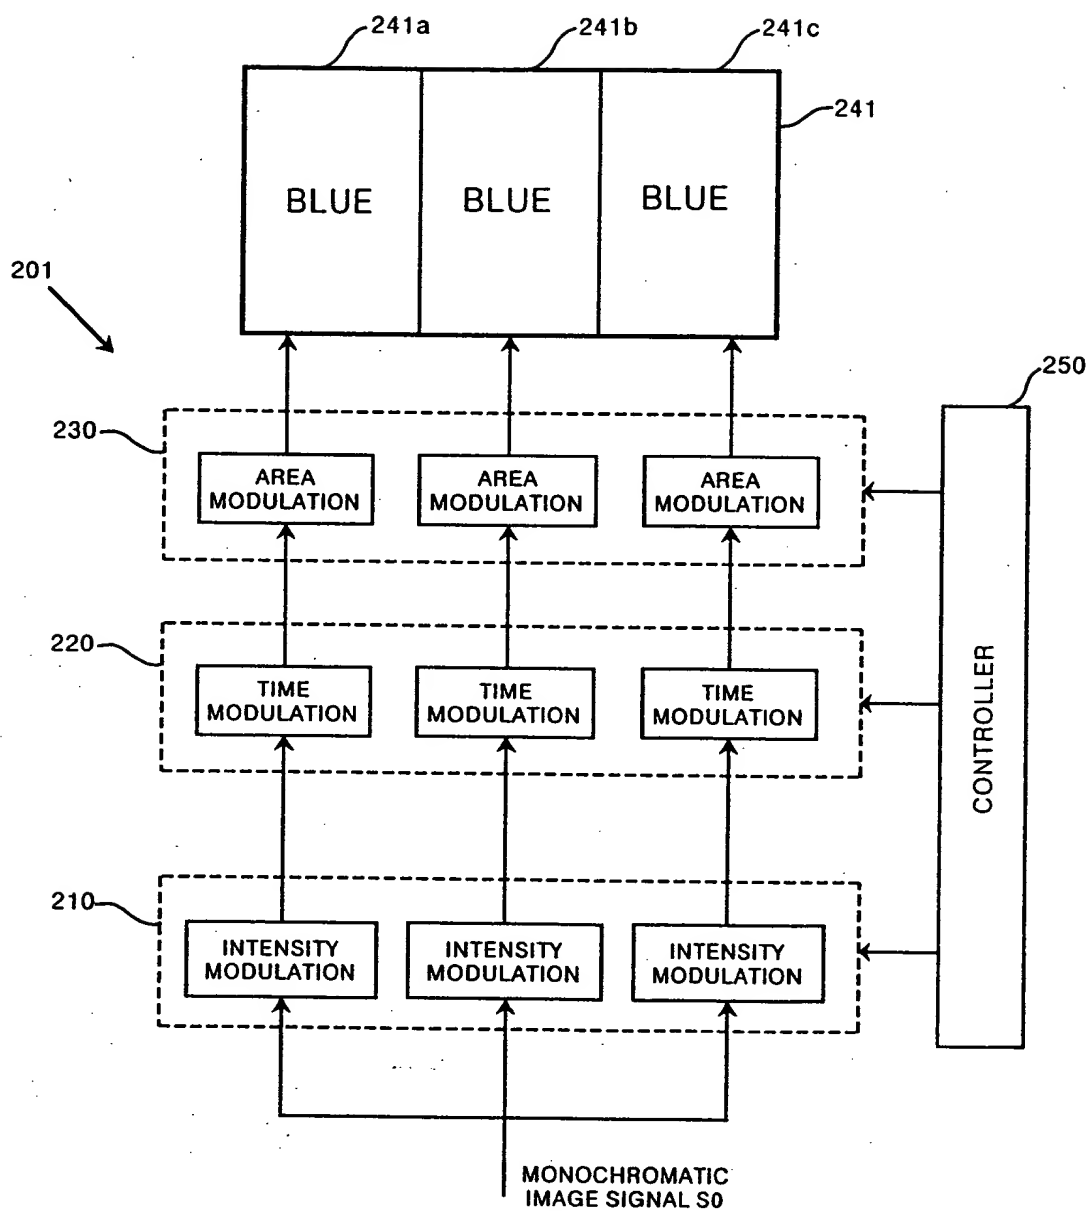 241a
241b
241c
241
BLUE
BLUE
BLUE
201
250
230
AREA
MODULATION
AREA
MODULATION
AREA
MODULATION
220
TIME
MODULATION
TIME
MODULATION
TIME
MODULATION
CONTROLLER
210
INTENSITY
MODULATION
INTENSITY
MODULATION
INTENSITY
MODULATION
MONOCHROMATIC
IMAGE SIGNAL S0